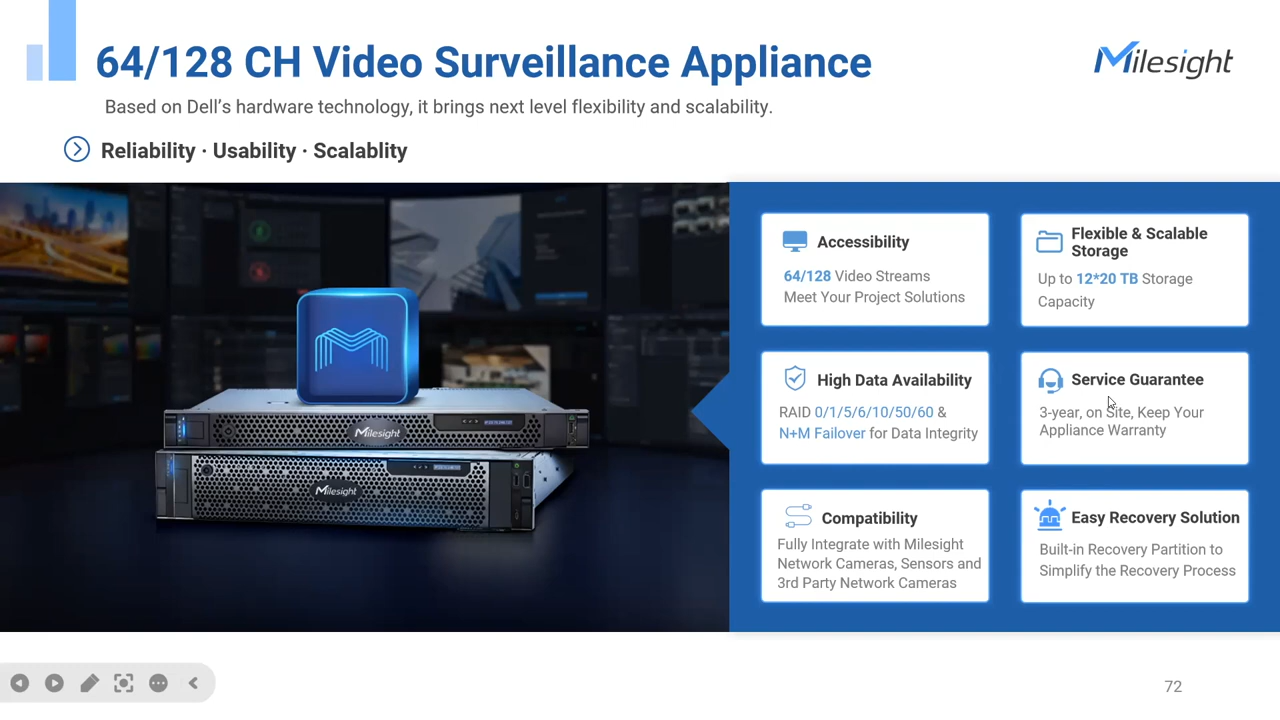 64/128 CH Video Surveillance Appliance
Milesight
Based on Dell's hardware technology, it brings next level flexibility and scalability.
Reliability · Usability · Scalablity
Accessibility
64/128 Video Streams
Meet Your Project Solutions
Flexible & Scalable
Storage
Up to 12*20 TB Storage
Capacity
High Data Availability
RAID 0/1/5/6/10/50/60 &
N+M Failover for Data Integrity
Service Guarantee
3-year, on Site, Keep Your
Appliance Warranty
Compatibility
Fully Integrate with Milesight
Network Cameras, Sensors and
3rd Party Network Cameras
Easy Recovery Solution
Built-in Recovery Partition to
Simplify the Recovery Process
Milesight
Milesight
72